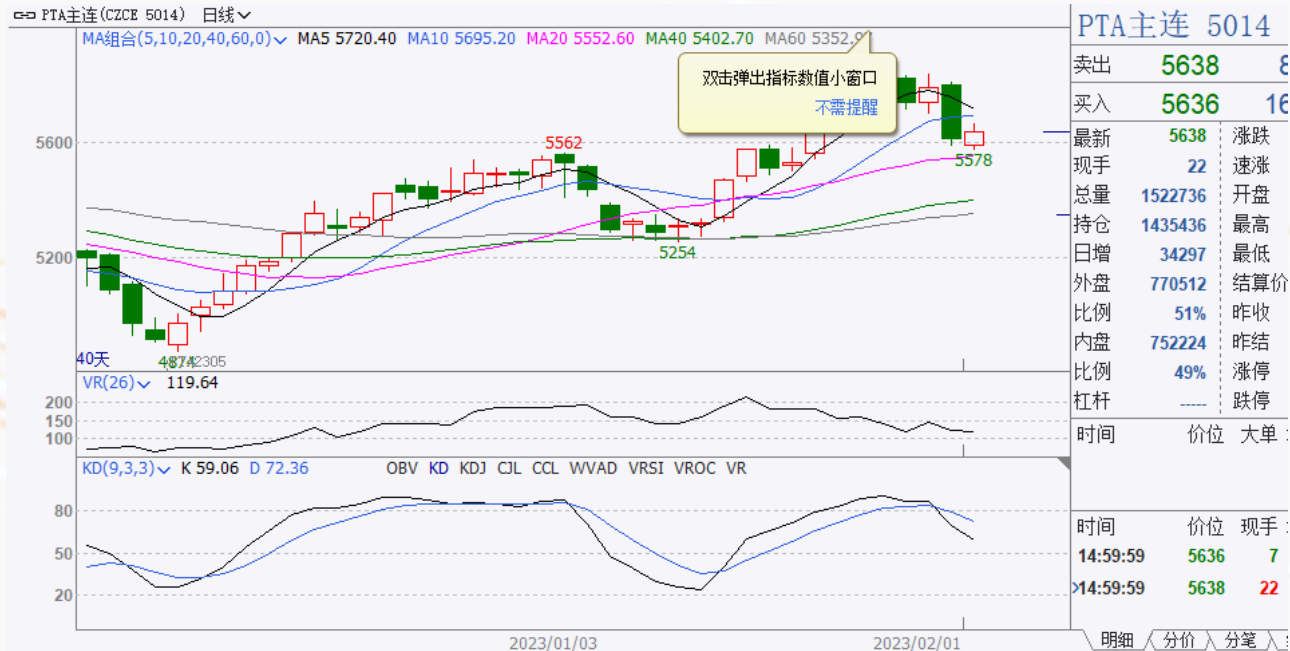 PTA主连(CZCE 5014) 日线
MA组合(5,10,20,40,60,0) MA5 5720.40 MA10 5695.20 MA20 5552.60 MA40 5402.70 MA60 5352.9
双击弹出指标数值小窗口
不需提醒
5600
5562
5578
5200
5254
40天
4874
2305
VR(26) 119.64
200
150
100
KD(9,3,3) K 59.06 D 72.36 OBV KD KDJ CJL CCL WVAD VRSI VROC VR
80
50
20
2023/01/03 2023/02/01
PTA主连 5014
卖出 5638 8
买入 5636 16
最新 5638 涨跌
现手 22 速涨
总量 1522736 开盘
持仓 1435436 最高
日增 34297 最低
外盘 770512 结算价
比例 51% 昨收
内盘 752224 昨结
比例 49% 涨停
杠杆 ----- 跌停
时间 价位 大单
时间 价位 现手
14:59:59 5636 7
14:59:59 5638 22
明细 分价 分笔